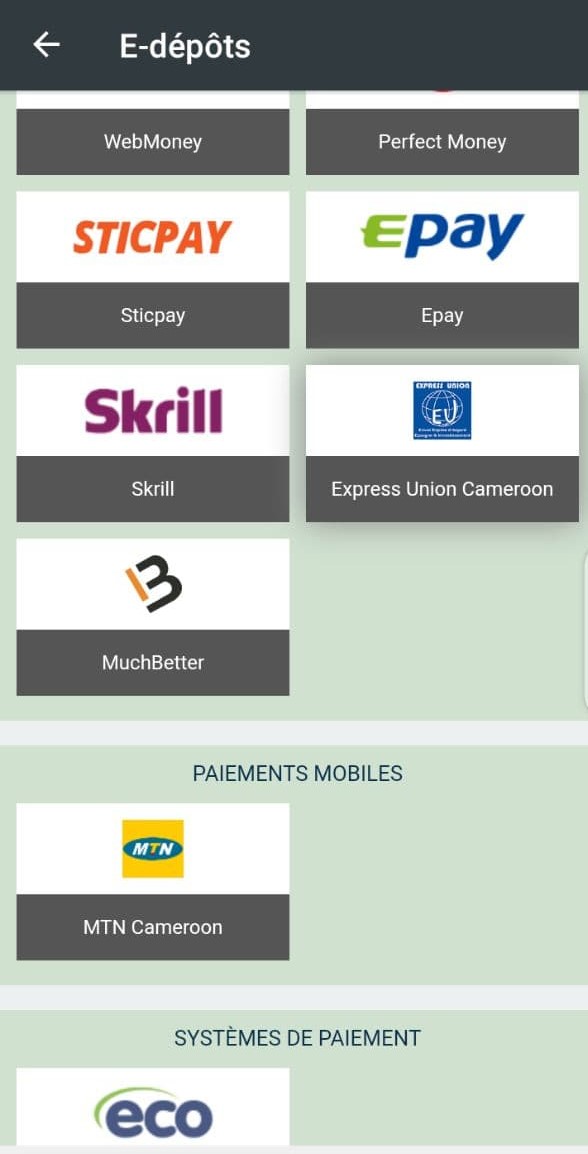 E-dépôts
WebMoney
Perfect Money
STICPAY
Epay
Sticpay
Epay
Skrill
EXPRESS UNION
EU
Skrill
Express Union Cameroon
MuchBetter
PAIEMENTS MOBILES
MTN
MTN Cameroon
SYSTÈMES DE PAIEMENT
eco